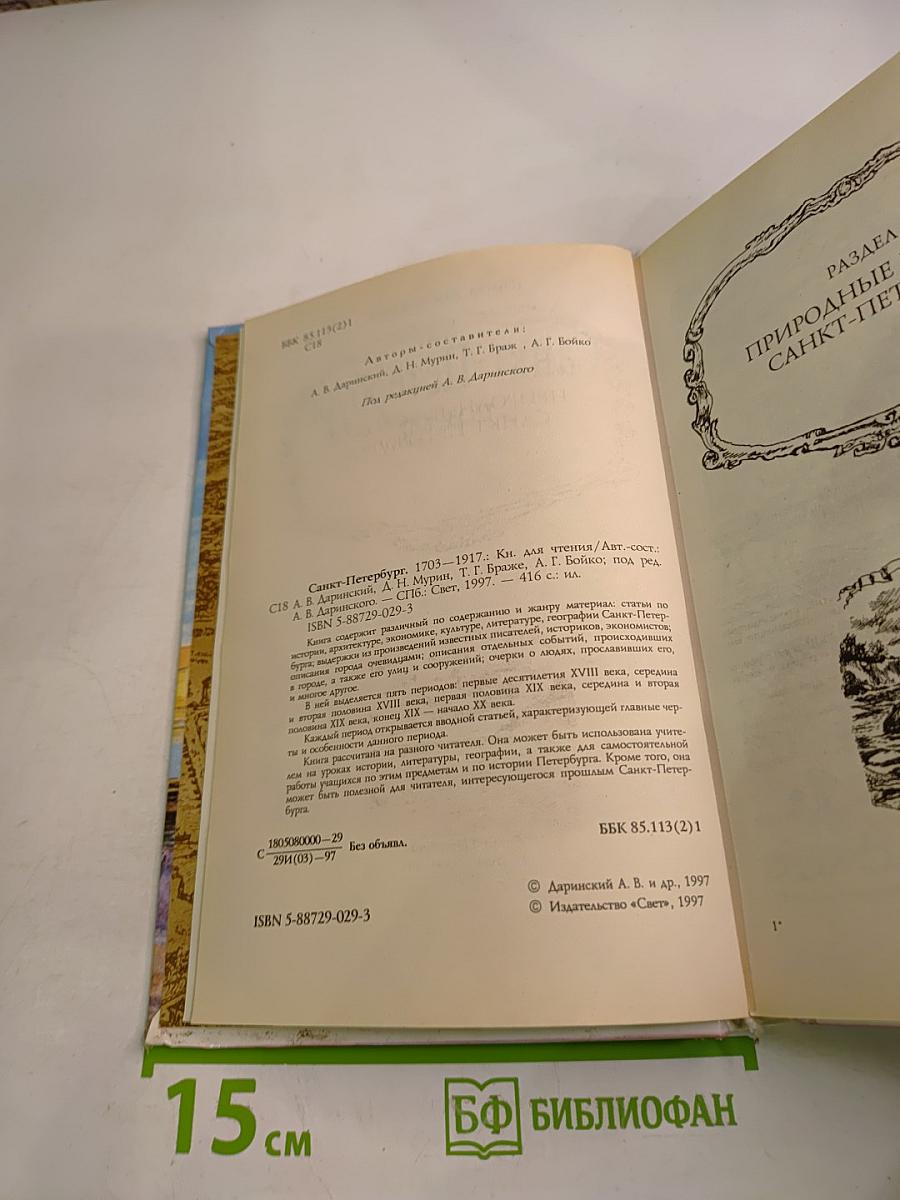 ББК 85.113(2)1
С18
Авторы-составители:
А. В. Даринский, Д. Н. Мурин, Т. Г. Браж , А. Г. Бойко
Под редакцией А. В. Даринского
Санкт-Петербург. 1703—1917.: Кн. для чтения/Авт.-сост.:
С18 А. В. Даринский, Д. Н. Мурин, Т. Г. Браже, А. Г. Бойко; под ред.
А. В. Даринского. — СПб.: Свет, 1997. — 416 с.: ил.
ISBN 5-88729-029-3
Книга содержит различный по содержанию и жанру материал: статьи по
истории, архитектуре, экономике, культуре, литературе, географии Санкт-Петер-
бурга; выдержки из произведений известных писателей, историков, экономистов;
описания города очевидцами; описания отдельных событий, происходивших
в городе, а также его улиц и сооружений; очерки о людях, прославивших его,
и многое другое.
В ней выделяется пять периодов: первые десятилетия XVIII века, середина
и вторая половина XVIII века, первая половина XIX века, середина и вторая
половина XIX века, конец XIX — начало XX века.
Каждый период открывается вводной статьей, характеризующей главные чер-
ты и особенности данного периода.
Книга рассчитана на разного читателя. Она может быть использована учите-
лем на уроках истории, литературы, географии, а также для самостоятельной
работы учащихся по этим предметам и по истории Петербурга. Кроме того, она
может быть полезной для читателя, интересующегося прошлым Санкт-Петер-
бурга.
ББК 85.113(2)1
С 1805080000—29 Без объявл.
29И(03)—97
© Даринский А. В. и др., 1997
© Издательство «Свет», 1997
ISBN 5-88729-029-3
РАЗДЕЛ
ПРИРОДНЫЕ
САНКТ-ПЕТ
1*
15 см
БФ БИБЛИОФАН